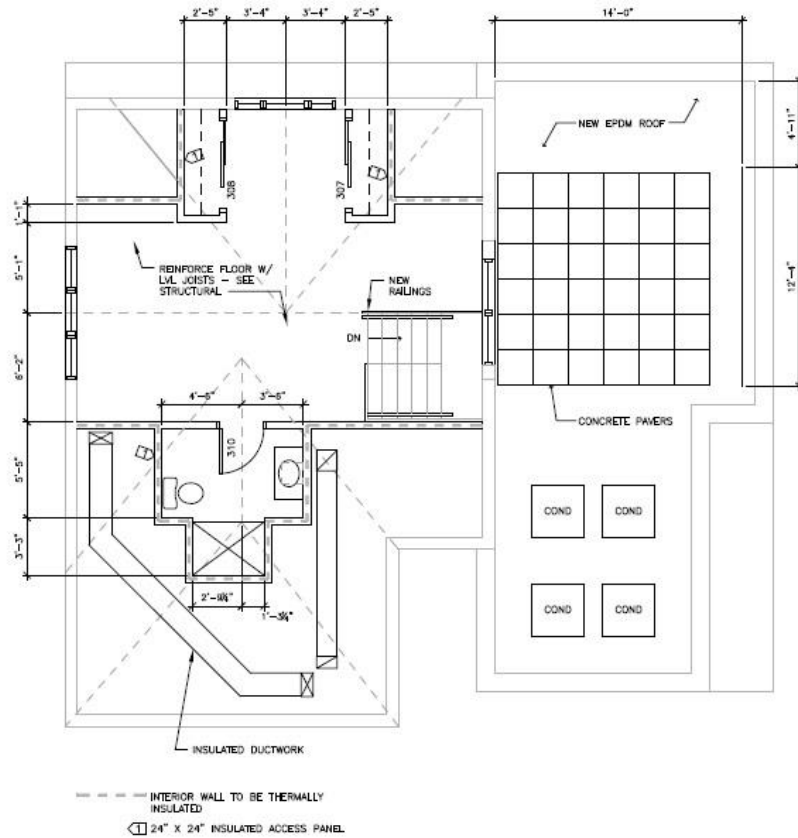 2'-5"
3'-4"
3'-4"
2'-5"
14'-0"
NEW EPDM ROOF
4'-11"
308
307
1'-1"
5'-1"
REINFORCE FLOOR W/
LVL JOISTS - SEE
STRUCTURAL
NEW
RAILINGS
12'-4"
DN
6'-2"
4'-6"
3'-6"
CONCRETE PAVERS
310
5'-5"
COND
COND
3'-3"
2'-9¾"
1'-3¾"
COND
COND
INSULATED DUCTWORK
INTERIOR WALL TO BE THERMALLY
INSULATED
1
24" X 24" INSULATED ACCESS PANEL